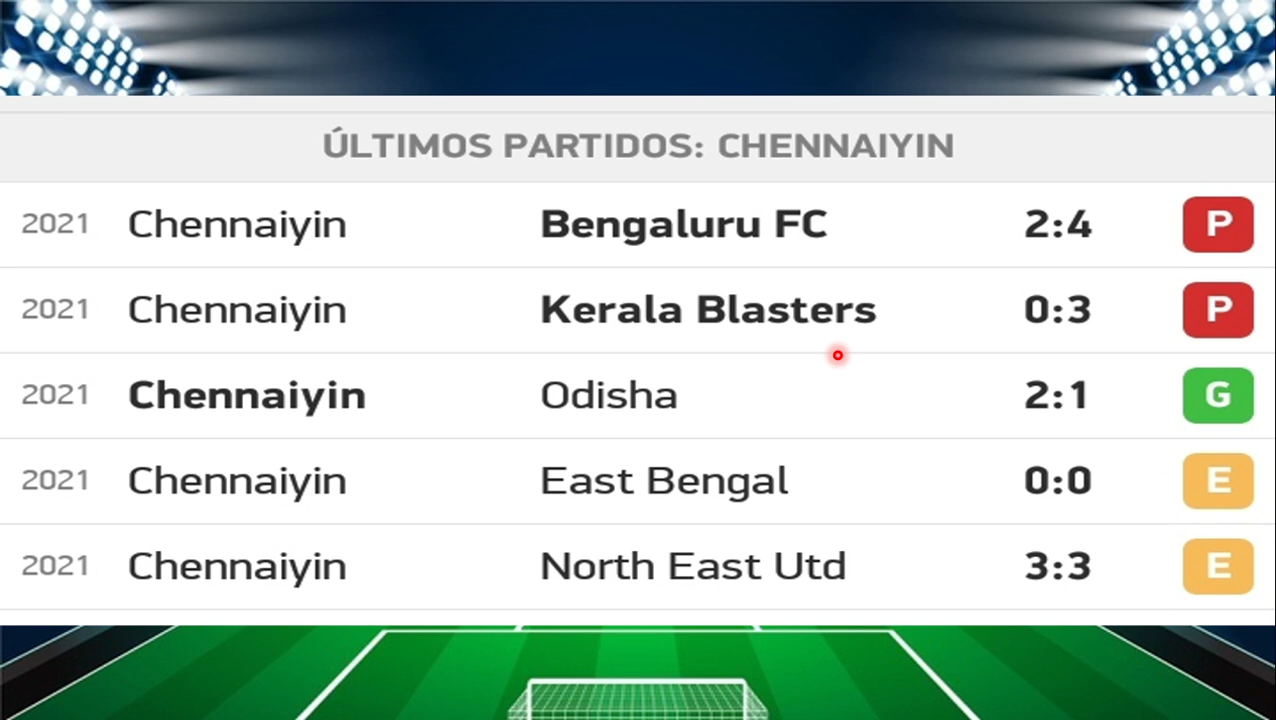 ÚLTIMOS PARTIDOS: CHENNAIYIN
2021 Chennaiyin Bengaluru FC 2:4 P
2021 Chennaiyin Kerala Blasters 0:3 P
2021 Chennaiyin Odisha 2:1 G
2021 Chennaiyin East Bengal 0:0 E
2021 Chennaiyin North East Utd 3:3 E